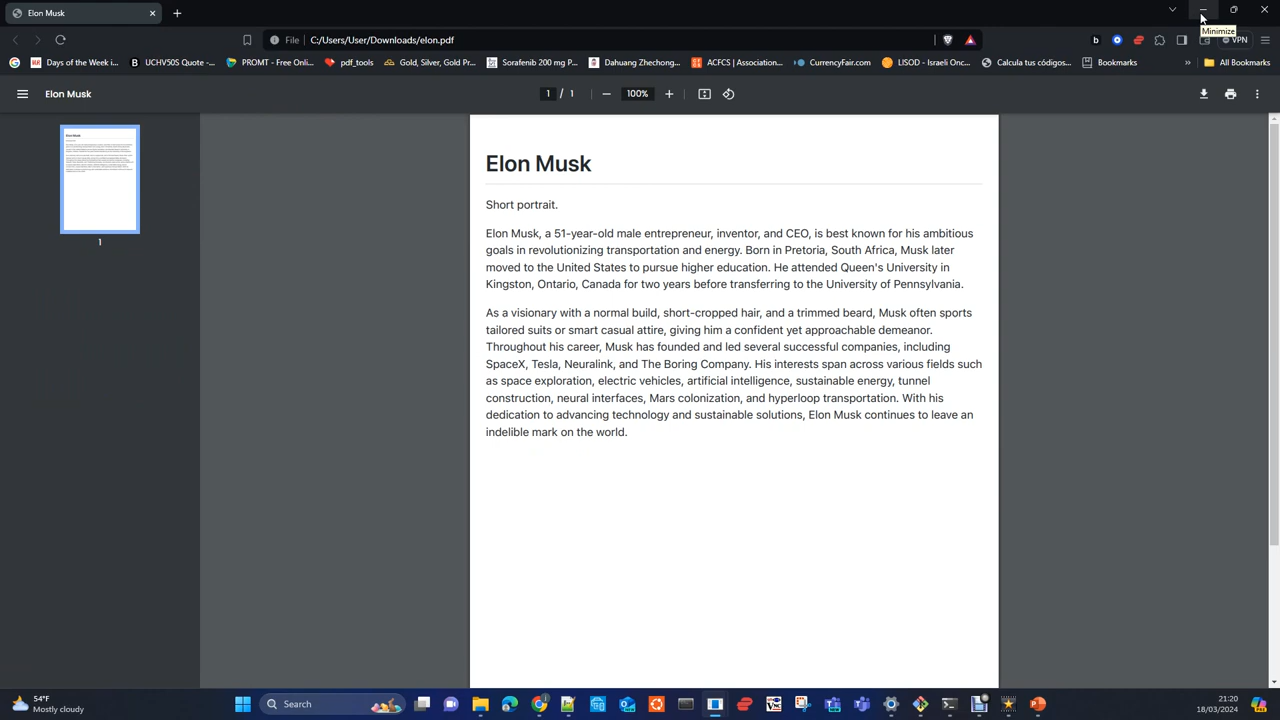 Elon Musk
Minimize
File
C:/Users/User/Downloads/elon.pdf
b
VPN
G
Days of the Week i...
UCHV50S Quote -...
PROMT - Free Onli...
pdf_tools
Gold, Silver, Gold Pr...
Sorafenib 200 mg P...
Dahuang Zhechong...
ACFCS | Association...
CurrencyFair.com
LISOD - Israeli Onc...
Calcula tus códigos...
Bookmarks
»
All Bookmarks
Elon Musk
1 / 1
100%
1
Elon Musk
Short portrait.
Elon Musk, a 51-year-old male entrepreneur, inventor, and CEO, is best known for his ambitious
goals in revolutionizing transportation and energy. Born in Pretoria, South Africa, Musk later
moved to the United States to pursue higher education. He attended Queen's University in
Kingston, Ontario, Canada for two years before transferring to the University of Pennsylvania.
As a visionary with a normal build, short-cropped hair, and a trimmed beard, Musk often sports
tailored suits or smart casual attire, giving him a confident yet approachable demeanor.
Throughout his career, Musk has founded and led several successful companies, including
SpaceX, Tesla, Neuralink, and The Boring Company. His interests span across various fields such
as space exploration, electric vehicles, artificial intelligence, sustainable energy, tunnel
construction, neural interfaces, Mars colonization, and hyperloop transportation. With his
dedication to advancing technology and sustainable solutions, Elon Musk continues to leave an
indelible mark on the world.
54°F
Mostly cloudy
Search
21:20
18/03/2024